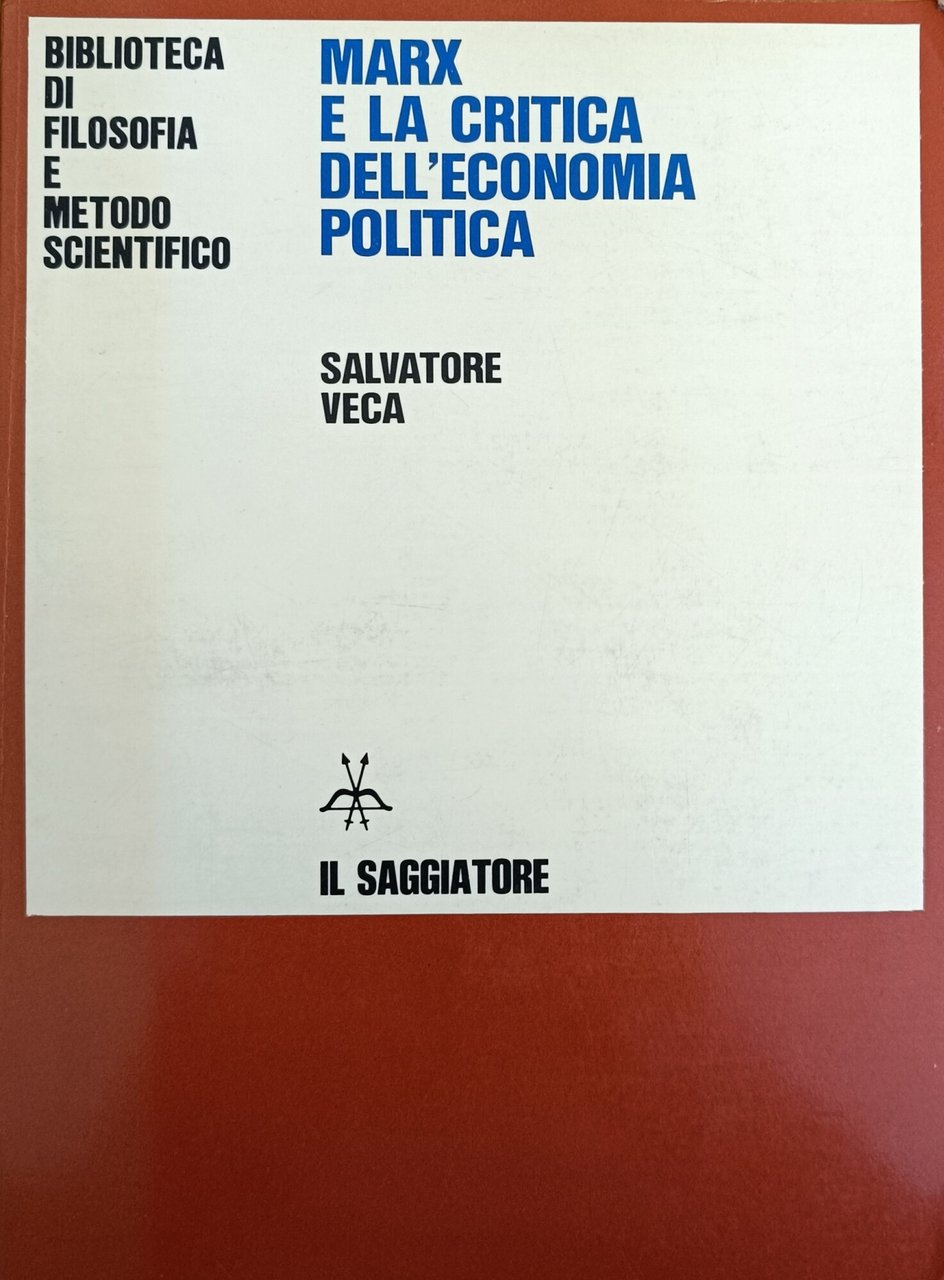 BIBLIOTECA
DI
FILOSOFIA
E
METODO
SCIENTIFICO
MARX
E LA CRITICA
DELL'ECONOMIA
POLITICA
SALVATORE
VECA
IL SAGGIATORE